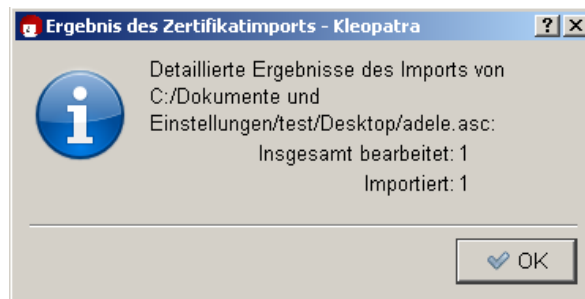 Ergebnis des Zertifikatimports - Kleopatra
Detaillierte Ergebnisse des Imports von
C:/Dokumente und
Einstellungen/test/Desktop/adele.asc:
Insgesamt bearbeitet: 1
Importiert: 1
OK